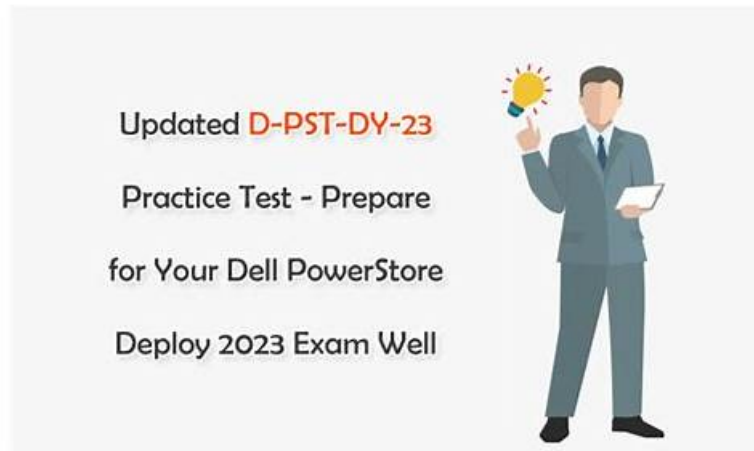 Updated D-PST-DY-23
Practice Test - Prepare
for Your Dell PowerStore
Deploy 2023 Exam Well